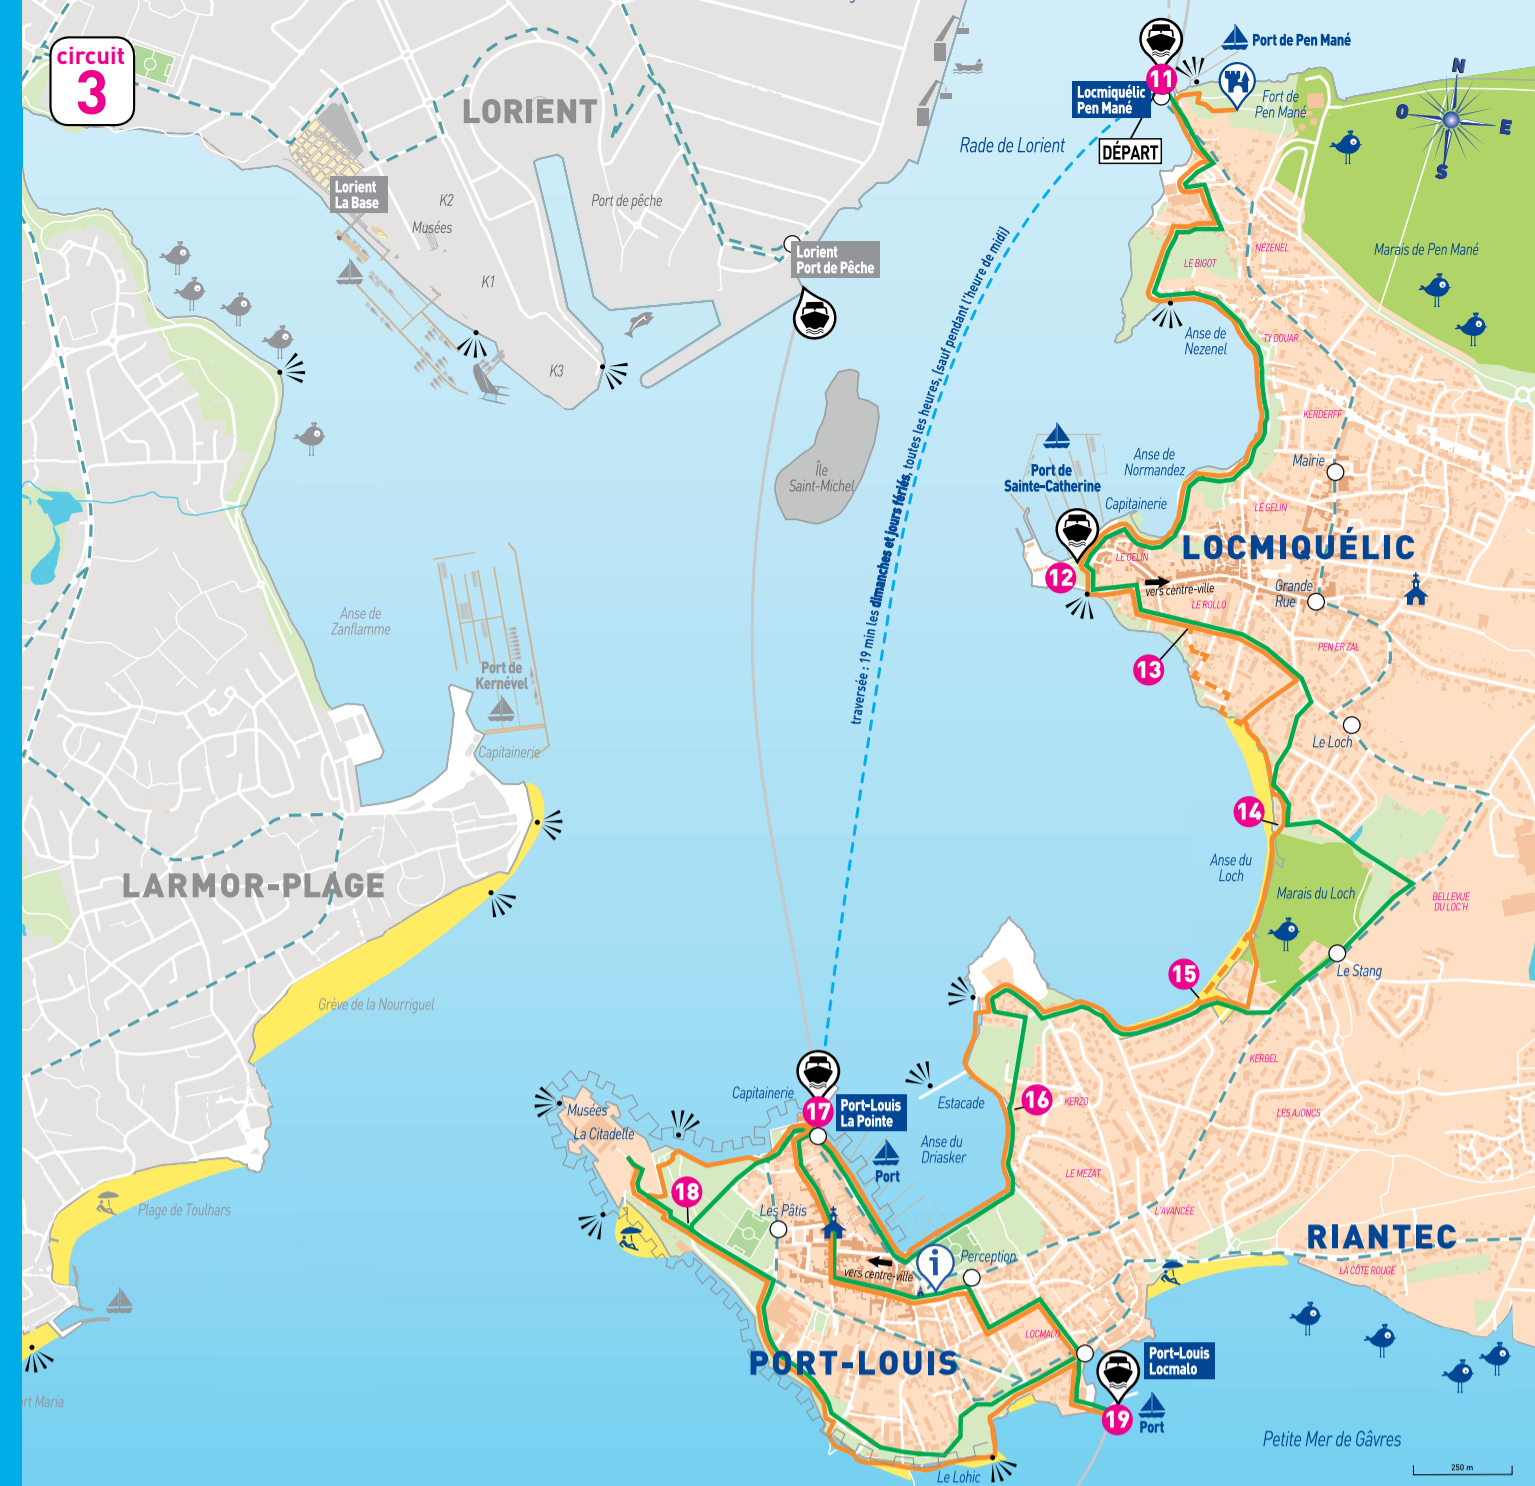 circuit
3
LORIENT
Lorient
La Base
K2
Musées
K1
K3
Port de pêche
Lorient
Port de Pêche
Rade de Lorient
11
Locmiquélic
Pen Mané
DÉPART
Port de Pen Mané
Fort de
Pen Mané
N
O
E
S
Marais de Pen Mané
NÉZENEL
LE BIGOT
Anse de
Nezenel
TY DOUAR
KERDERFF
Mairie
Île
Saint-Michel
traversée : 19 min les dimanches et jours fériés, toutes les heures, (sauf pendant l'heure de midi)
Port de
Sainte-Catherine
Anse de
Normandez
Capitainerie
LE GELIN
LE GELIN
LOCMIQUÉLIC
12
vers centre-ville
LE ROLLO
Grande
Rue
PEN ER ZAL
13
Le Loch
14
Anse du
Loch
Marais du Loch
BELLEVUE
DU LOC'H
15
Le Stang
Anse de
Zanflamme
Port de
Kernével
Capitainerie
LARMOR-PLAGE
Grève de la Nourriguel
Plage de Toulhars
rt Maria
KERBEL
16
KERZO
LES AJONCS
LE MEZAT
L'AVANCÉE
RIANTEC
LA CÔTE ROUGE
Capitainerie
17
Port-Louis
La Pointe
Port
Estacade
Anse du
Driasker
Musées
La Citadelle
18
Les Pâtis
vers centre-ville
i
Perception
LOCMALO
PORT-LOUIS
Port-Louis
Locmalo
19
Port
Le Lohic
Petite Mer de Gâvres
250 m